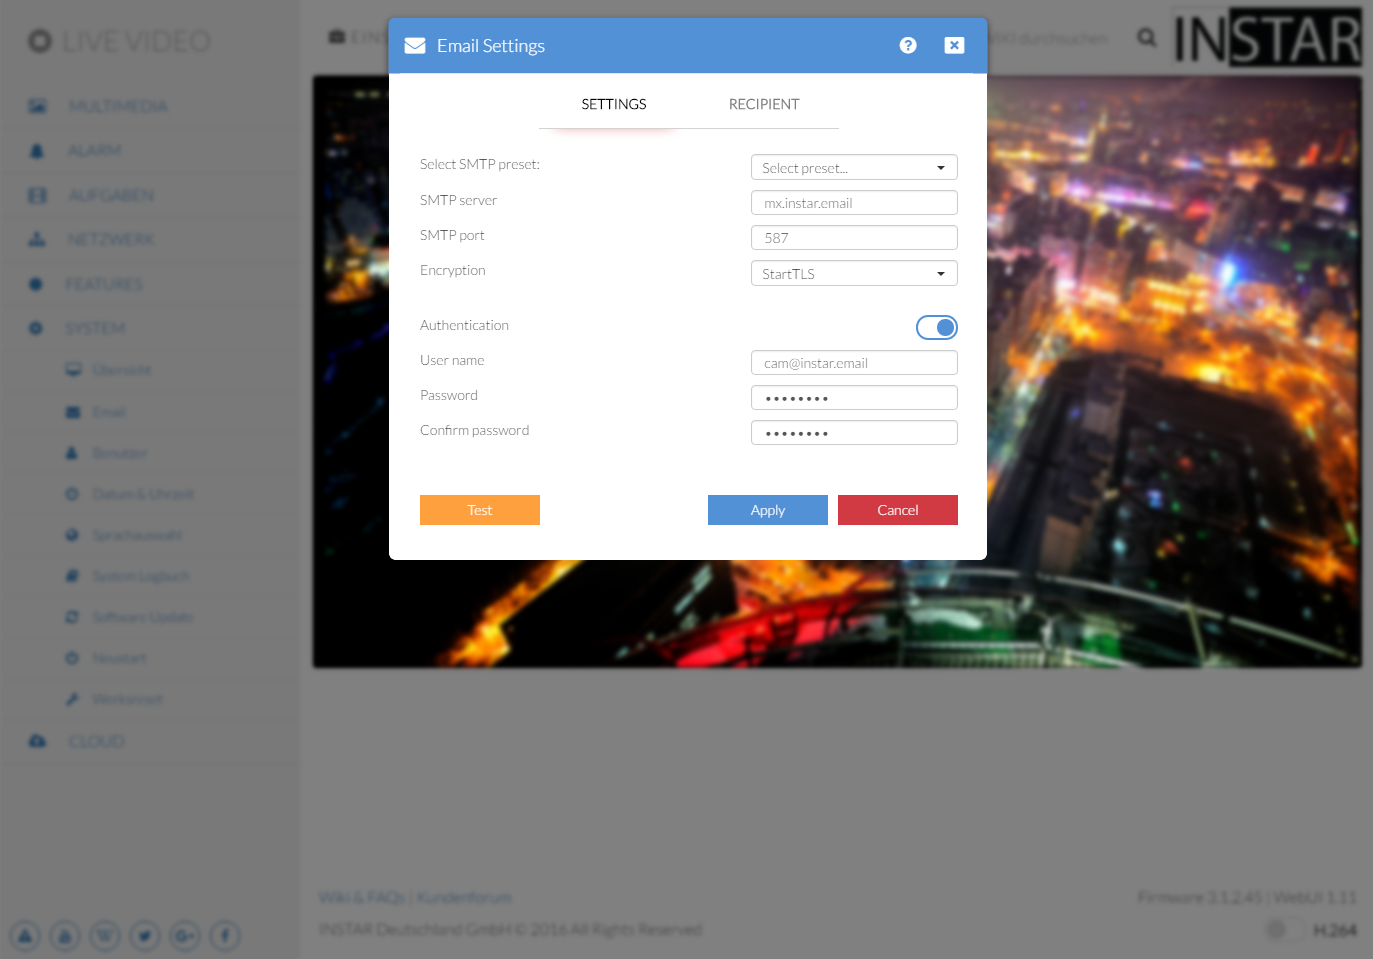 LIVE VIDEO
MULTIMEDIA
ALARM
AUFGABEN
NETZWERK
FEATURES
SYSTEM
Übersicht
Email
Benutzer
Datum & Uhrzeit
Sprachauswahl
System Logbuch
Software Update
Neustart
Werksreset
CLOUD
durchsuchen
INSTAR
Email Settings
SETTINGS RECIPIENT
Select SMTP preset: Select preset...
SMTP server mx.instar.email
SMTP port 587
Encryption StartTLS
Authentication
User name cam@instar.email
Password ••••••••
Confirm password ••••••••
Test Apply Cancel
Wiki & FAQs | Kundenforum
Firmware 3.1.2.45 | WebUI 1.11
INSTAR Deutschland GmbH © 2016 All Rights Reserved
H.264